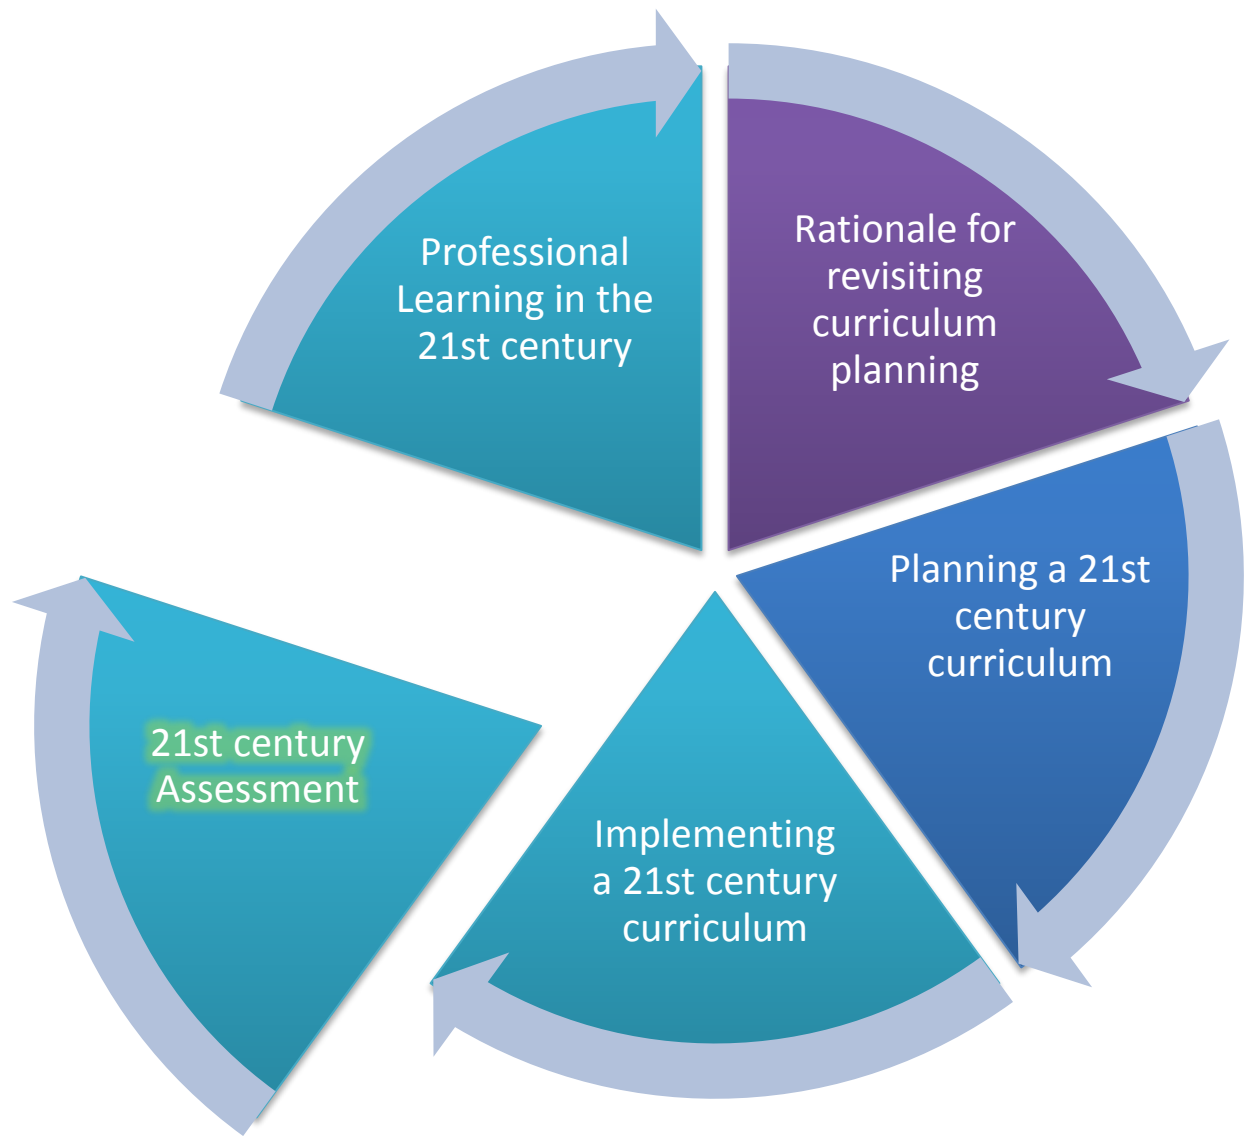 Professional
Learning in the
21st century
Rationale for
revisiting
curriculum
planning
Planning a 21st
century
curriculum
Implementing
a 21st century
curriculum
21st century
Assessment